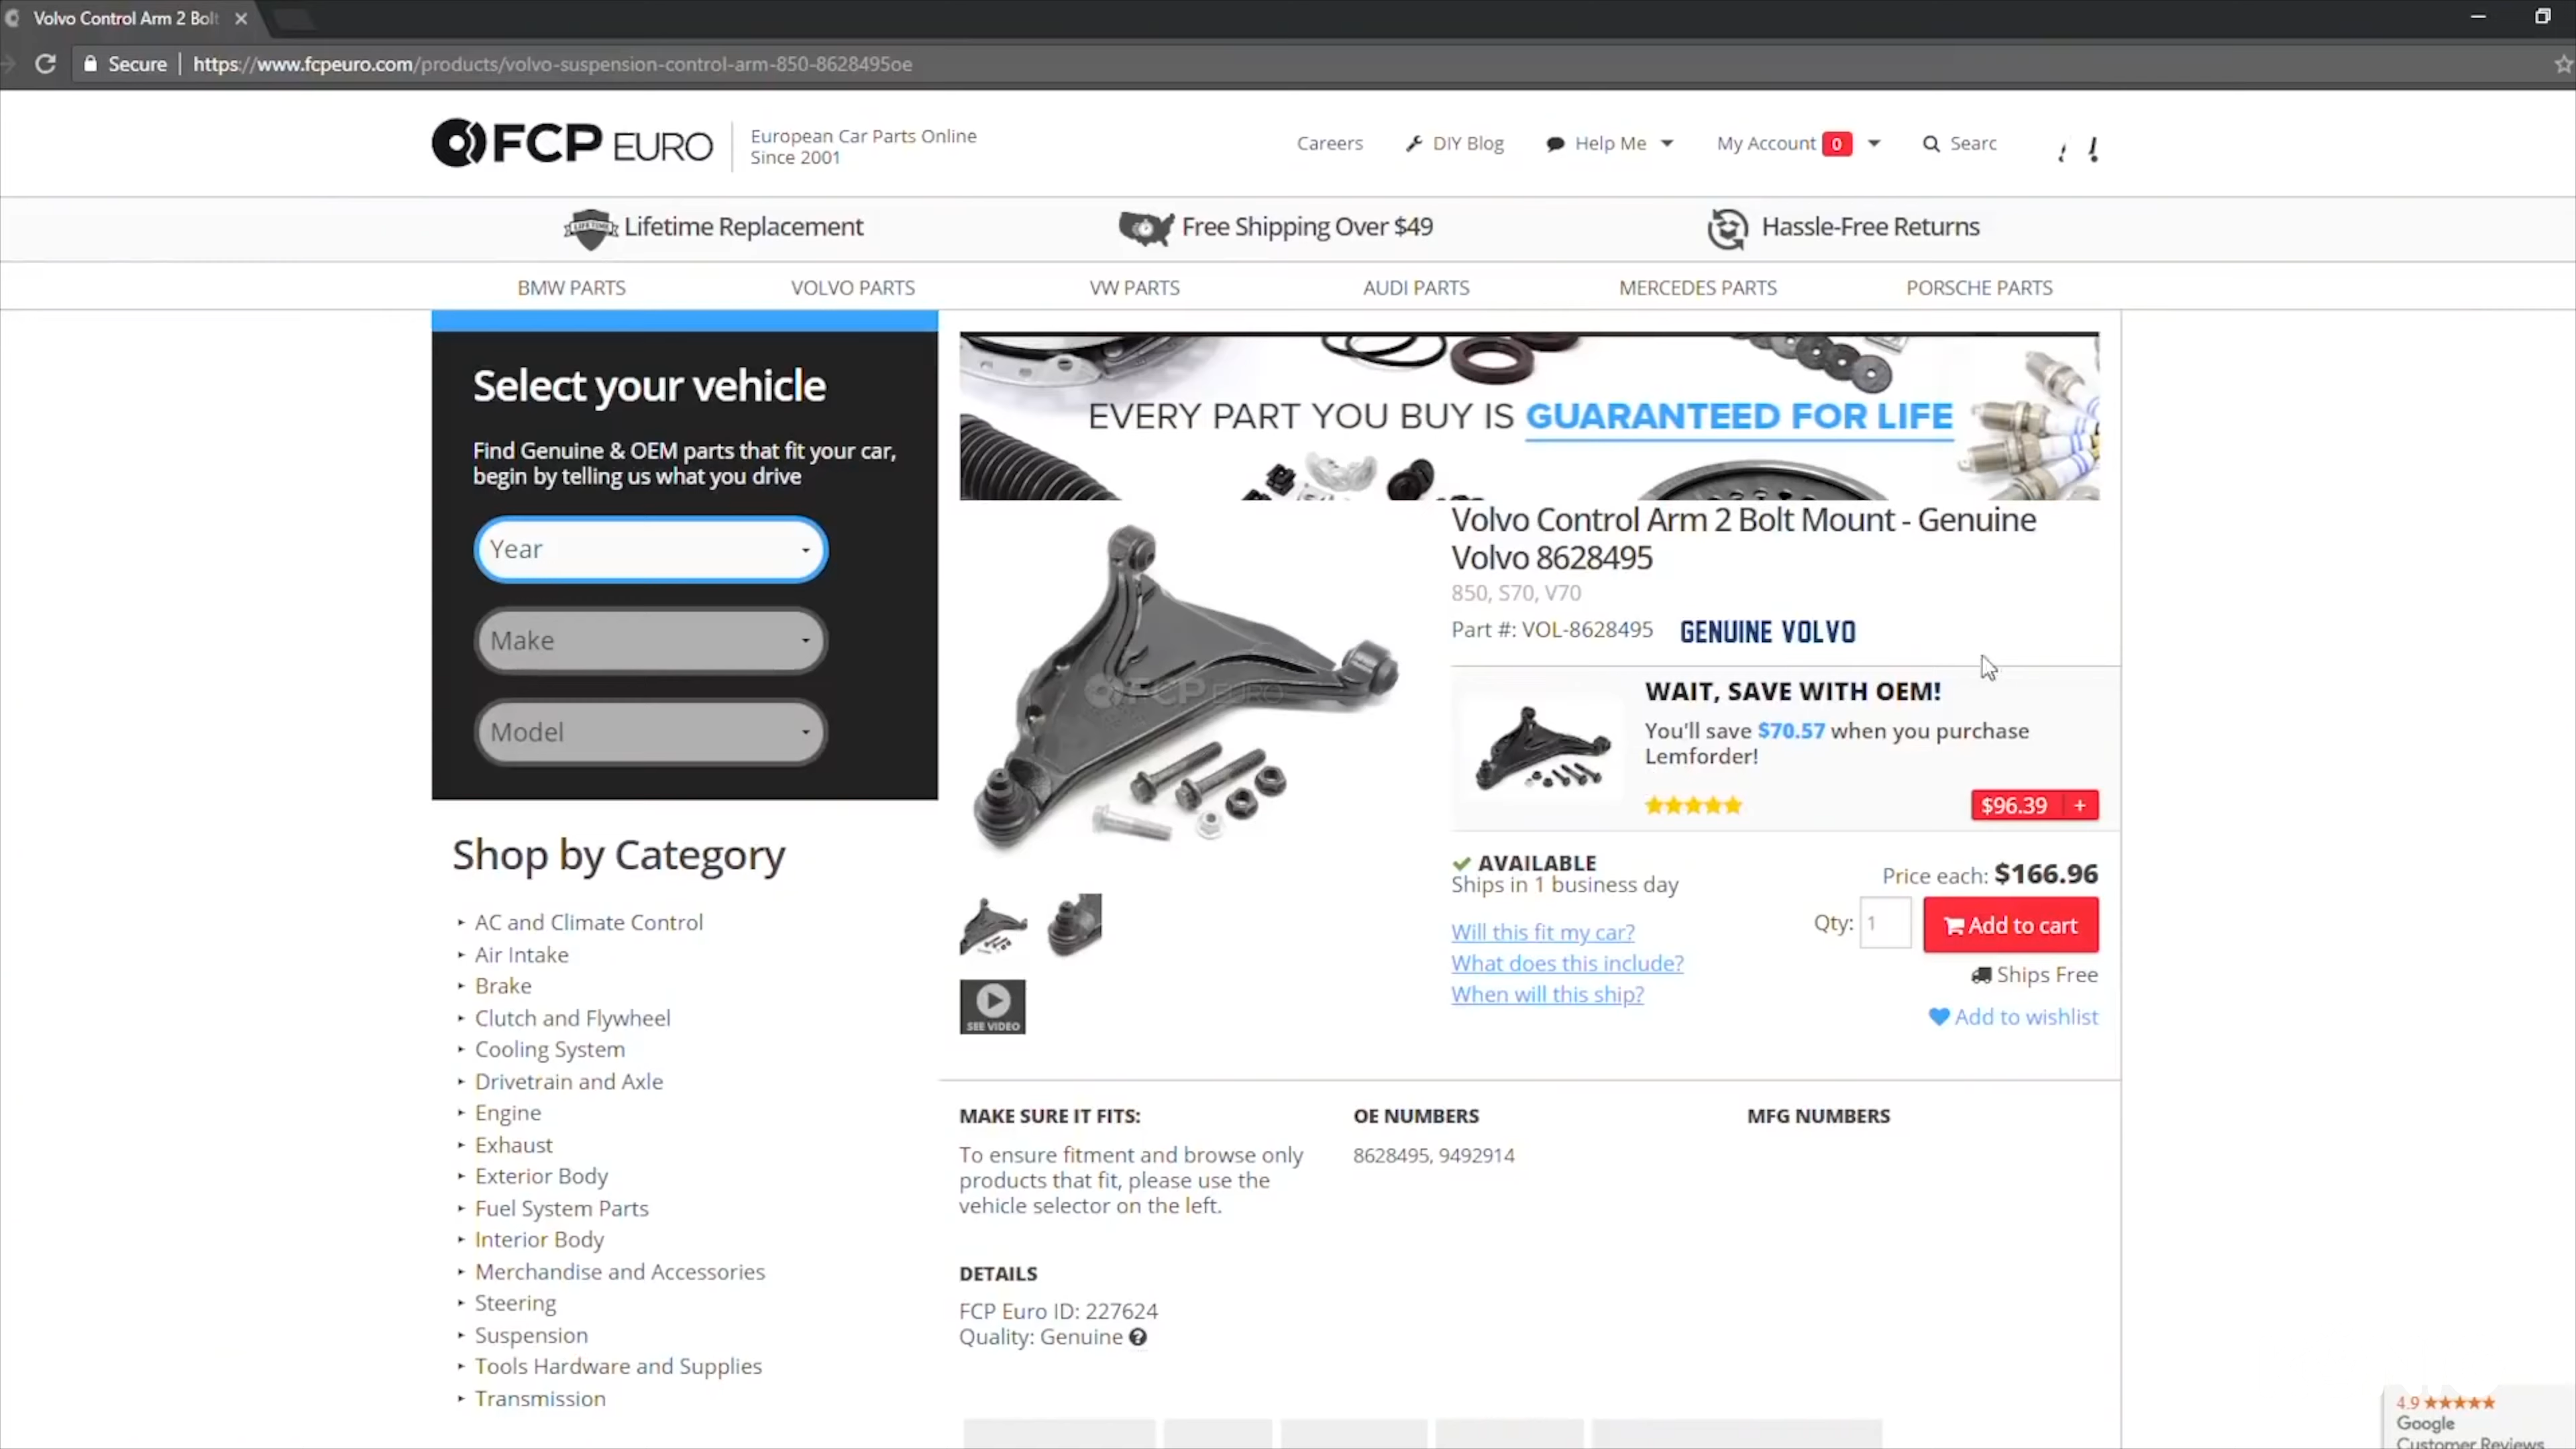 Volvo Control Arm 2 Bolt
Secure
https://www.fcpeuro.com/products/volvo-suspension-control-arm-850-8628495oe
FCP EURO
European Car Parts Online
Since 2001
Careers
DIY Blog
Help Me
My Account 0
Searc
LIFETIME
Lifetime Replacement
Free Shipping Over $49
Hassle-Free Returns
BMW PARTS
VOLVO PARTS
VW PARTS
AUDI PARTS
MERCEDES PARTS
PORSCHE PARTS
Select your vehicle
Find Genuine & OEM parts that fit your car,
begin by telling us what you drive
Year
Make
Model
Shop by Category
AC and Climate Control
Air Intake
Brake
Clutch and Flywheel
Cooling System
Drivetrain and Axle
Engine
Exhaust
Exterior Body
Fuel System Parts
Interior Body
Merchandise and Accessories
Steering
Suspension
Tools Hardware and Supplies
Transmission
EVERY PART YOU BUY IS GUARANTEED FOR LIFE
FCP EURO
SEE VIDEO
Volvo Control Arm 2 Bolt Mount - Genuine
Volvo 8628495
850, S70, V70
Part #: VOL-8628495
GENUINE VOLVO
WAIT, SAVE WITH OEM!
You'll save $70.57 when you purchase
Lemforder!
$96.39 +
AVAILABLE
Ships in 1 business day
Will this fit my car?
What does this include?
When will this ship?
Price each: $166.96
Qty: 1
Add to cart
Ships Free
Add to wishlist
MAKE SURE IT FITS:
To ensure fitment and browse only
products that fit, please use the
vehicle selector on the left.
OE NUMBERS
8628495, 9492914
MFG NUMBERS
DETAILS
FCP Euro ID: 227624
Quality: Genuine ?
4.9
Google
Customer Reviews